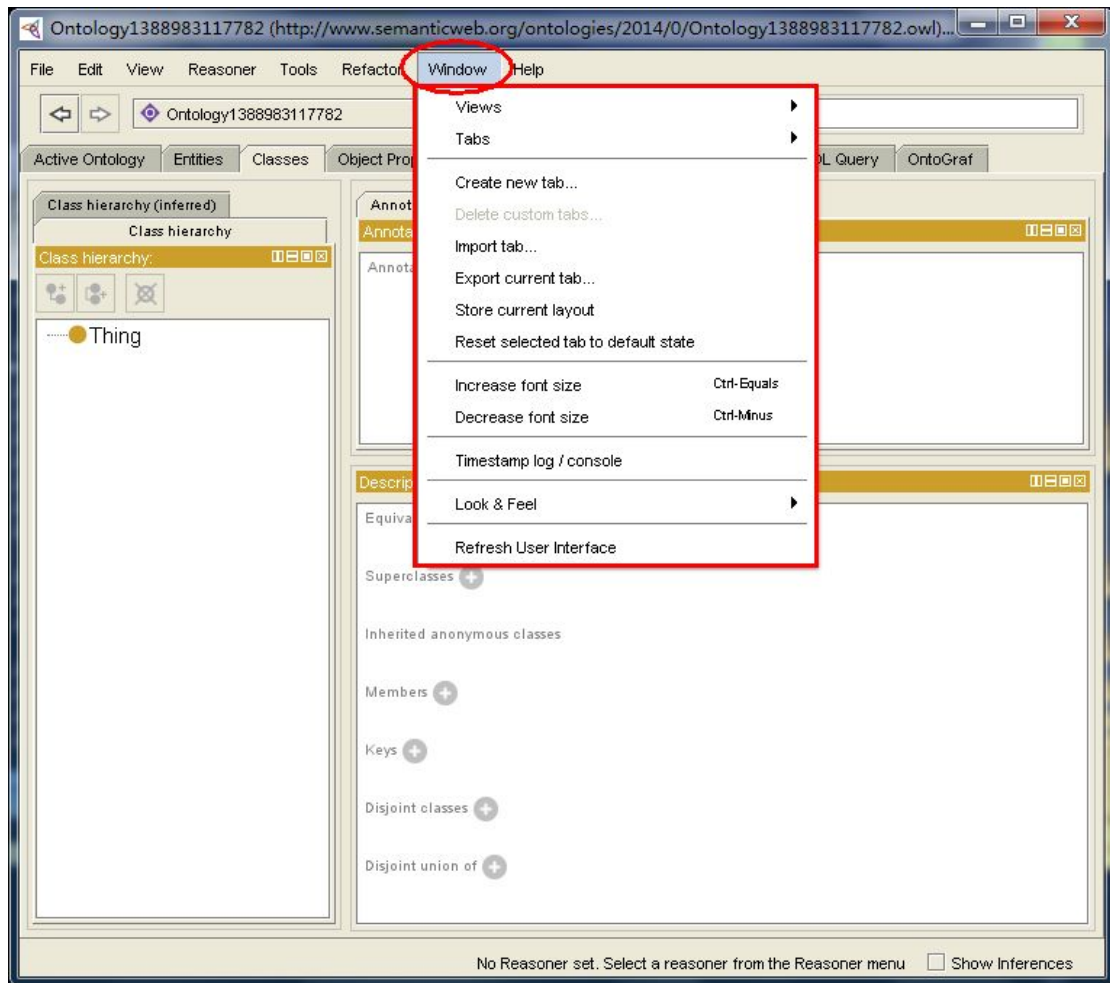 Ontology1388983117782 (http://www.semanticweb.org/ontologies/2014/0/Ontology1388983117782.owl)...
File Edit View Reasoner Tools Refactor Window Help
Ontology1388983117782
Active Ontology Entities Classes Object Prop DL Query OntoGraf
Views
Tabs
Create new tab...
Delete custom tabs...
Import tab...
Export current tab...
Store current layout
Reset selected tab to default state
Increase font size Ctrl-Equals
Decrease font size Ctrl-Minus
Timestamp log / console
Look & Feel
Refresh User Interface
Class hierarchy (inferred)
Class hierarchy
Class hierarchy:
Thing
Annot
Annota
Annota
Descrip
Equiva
Superclasses
Inherited anonymous classes
Members
Keys
Disjoint classes
Disjoint union of
No Reasoner set. Select a reasoner from the Reasoner menu Show Inferences